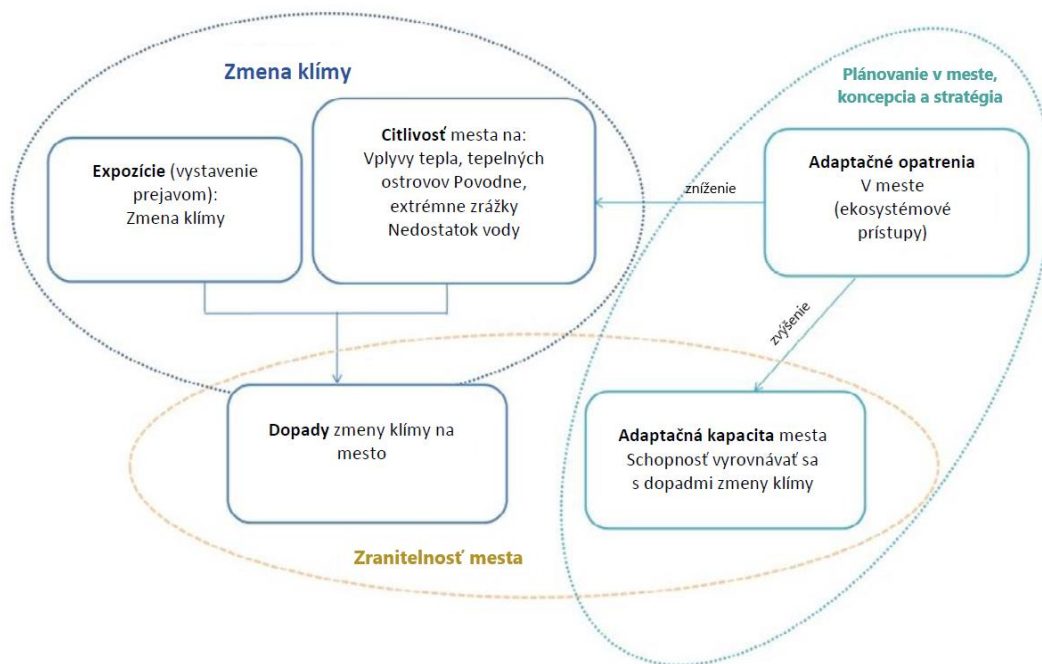 Zmena klímy
Plánovanie v meste,
koncepcia a stratégia
Expozície (vystavenie
prejavom):
Zmena klímy
Citlivosť mesta na:
Vplyvy tepla, tepelných
ostrovov Povodne,
extrémne zrážky
Nedostatok vody
zníženie
Adaptačné opatrenia
V meste
(ekosystémové
prístupy)
zvýšenie
Dopady zmeny klímy na
mesto
Adaptačná kapacita mesta
Schopnosť vyrovnávať sa
s dopadmi zmeny klímy
Zranitelnosť mesta